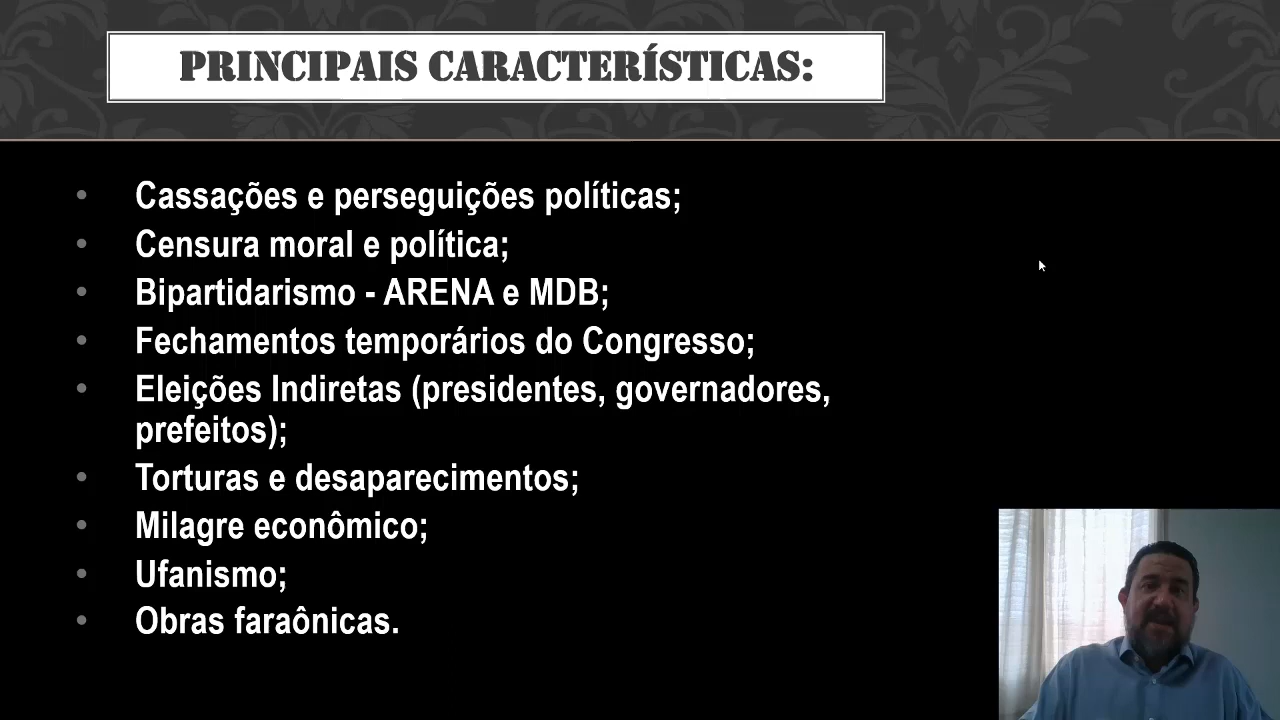 PRINCIPAIS CARACTERÍSTICAS:
• Cassações e perseguições políticas;
• Censura moral e política;
• Bipartidarismo - ARENA e MDB;
• Fechamentos temporários do Congresso;
• Eleições Indiretas (presidentes, governadores,
prefeitos);
• Torturas e desaparecimentos;
• Milagre econômico;
• Ufanismo;
• Obras faraônicas.